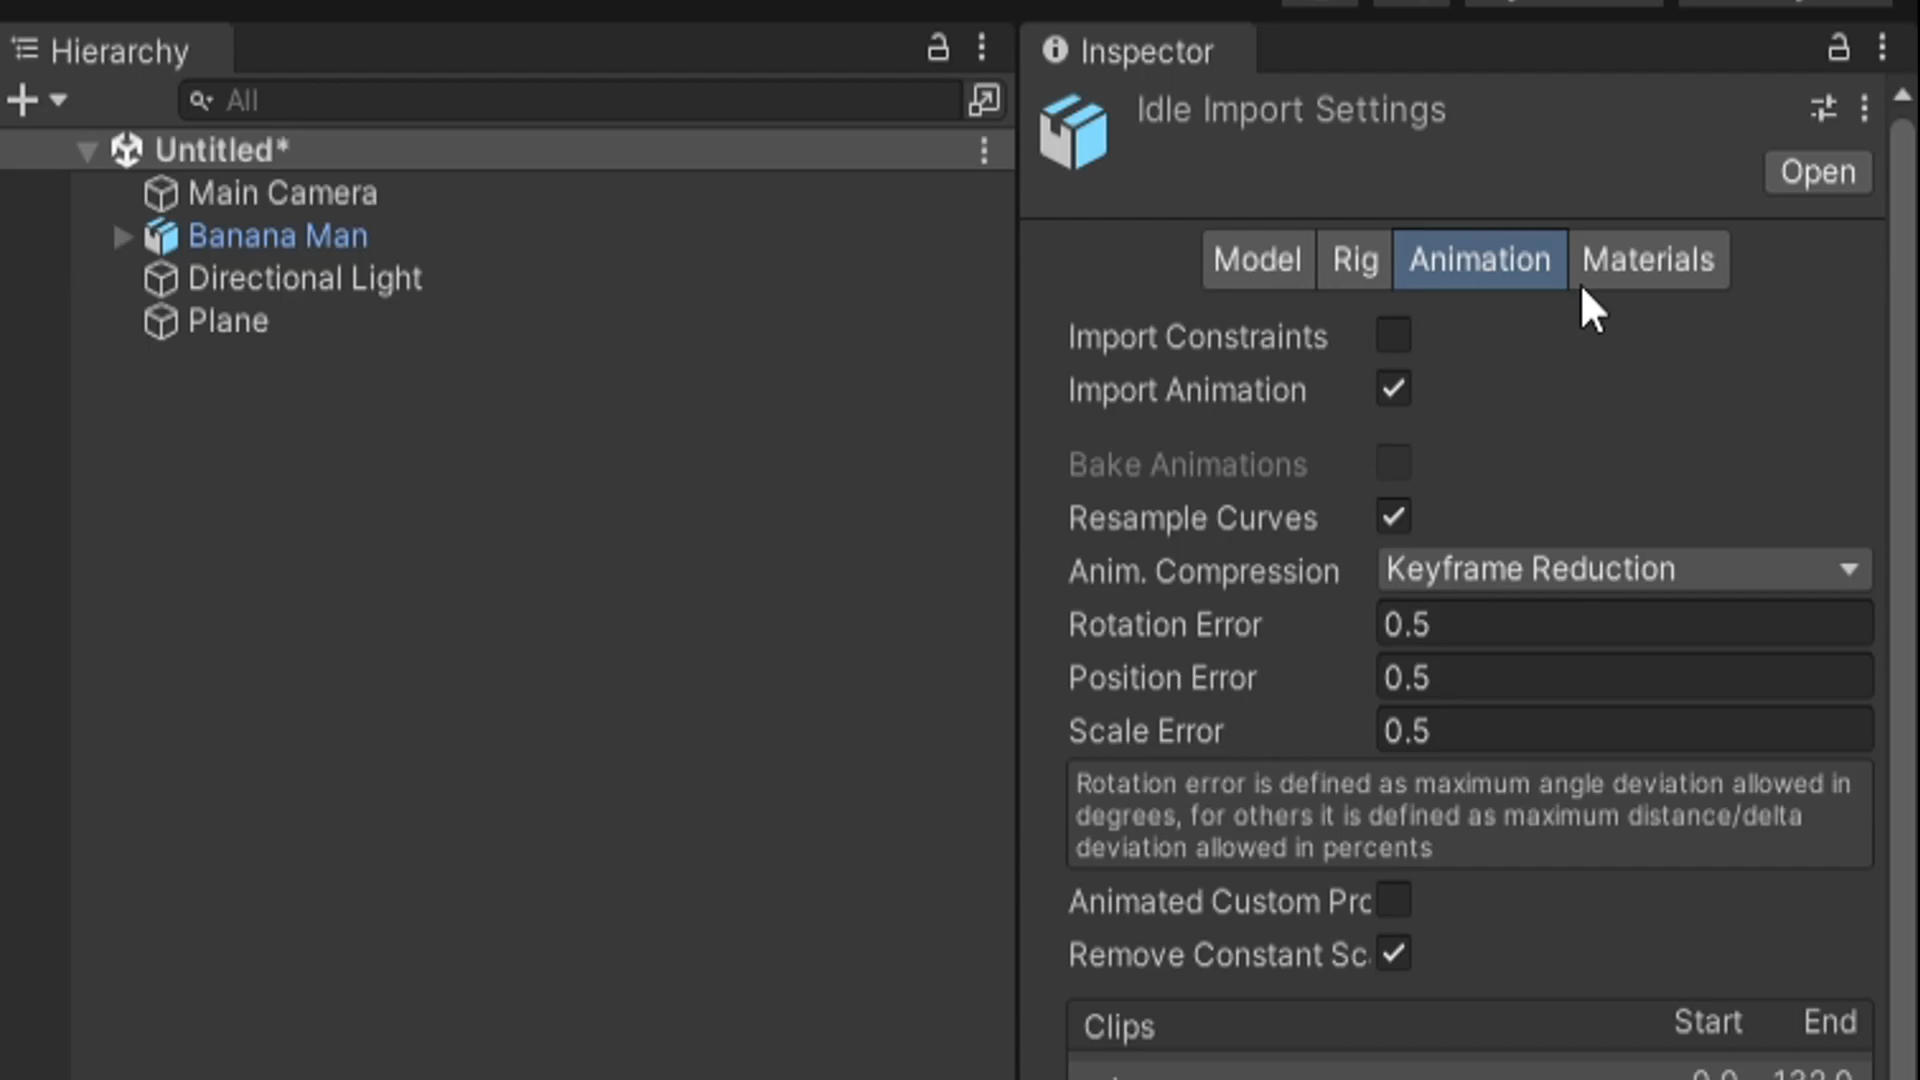 Hierarchy
All
Untitled*
Main Camera
Banana Man
Directional Light
Plane
Inspector
Idle Import Settings
Open
Model Rig Animation Materials
Import Constraints
Import Animation
Bake Animations
Resample Curves
Anim. Compression Keyframe Reduction
Rotation Error 0.5
Position Error 0.5
Scale Error 0.5
Rotation error is defined as maximum angle deviation allowed in
degrees, for others it is defined as maximum distance/delta
deviation allowed in percents
Animated Custom Pro
Remove Constant Sc
Clips Start End